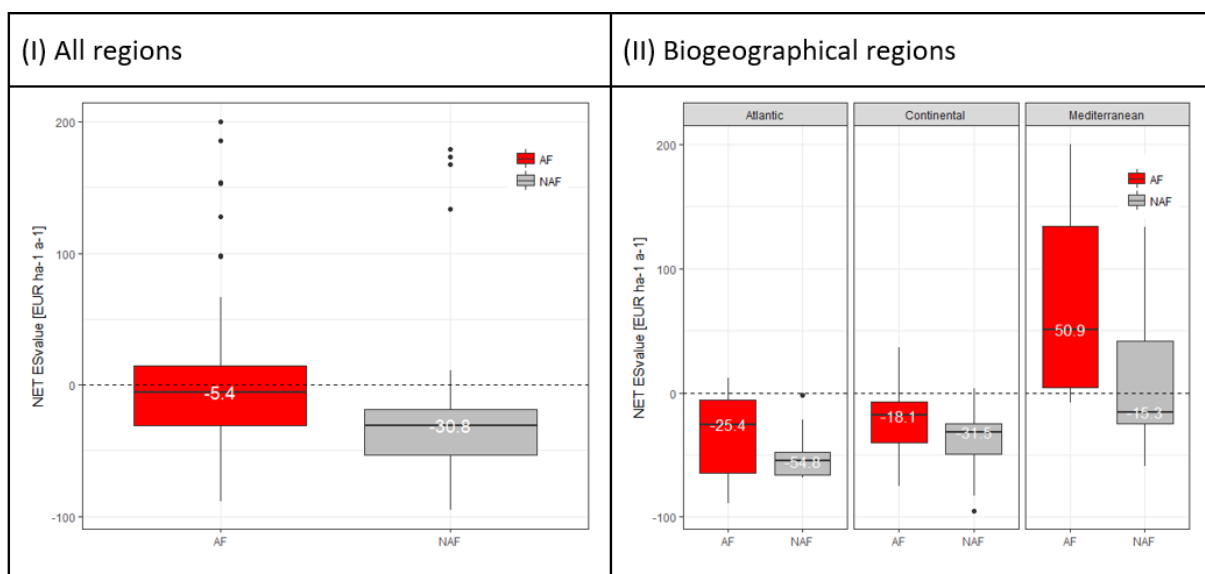 (I) All regions
(II) Biogeographical regions
NET ESvalue [EUR ha-1 a-1]
200
100
0
-100
AF
NAF
-5.4
-30.8
AF
NAF
NET ESvalue [EUR ha-1 a-1]
Atlantic
Continental
Mediterranean
200
100
0
-100
AF
NAF
-25.4
-54.8
-18.1
-31.5
50.9
-15.3
AF
NAF
AF
NAF
AF
NAF